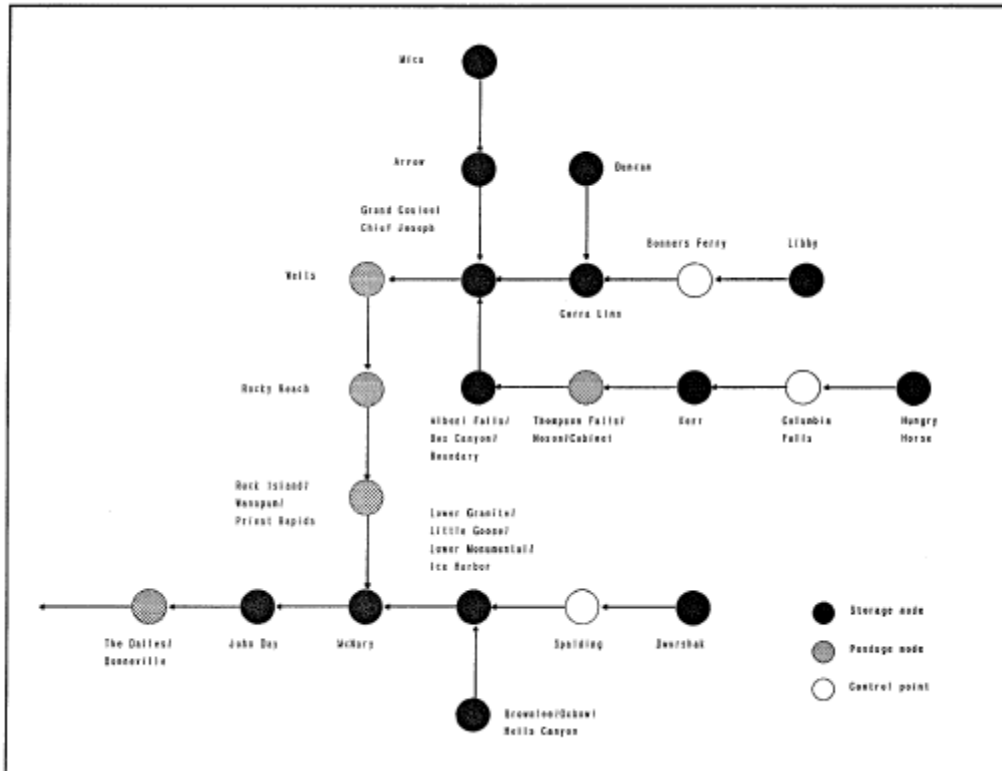 Mica
Arrow
Duncan
Grand Coulee/
Chief Joseph
Bonners Ferry
Libby
Wells
Corra Linn
Rocky Reach
Albeni Falls/
Box Canyon/
Boundary
Thompson Falls/
Noxon/Cabinet
Kerr
Columbia
Falls
Hungry
Horse
Rock Island/
Wanapum/
Priest Rapids
Lower Granite/
Little Goose/
Lower Monumental/
Ice Harbor
The Dalles/
Bonneville
John Day
McNary
Spalding
Dworshak
Storage node
Pondage node
Control point
Brownlee/Oxbow/
Hells Canyon